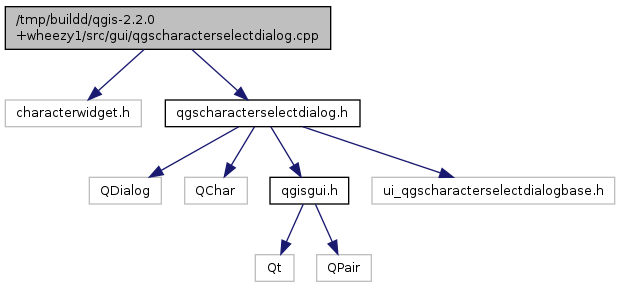 /tmp/buildd/qgis-2.2.0
+wheezy1/src/gui/qgscharacterselectdialog.cpp
characterwidget.h
qgscharacterselectdialog.h
QDialog
QChar
qgisgui.h
ui_qgscharacterselectdialogbase.h
Qt
QPair